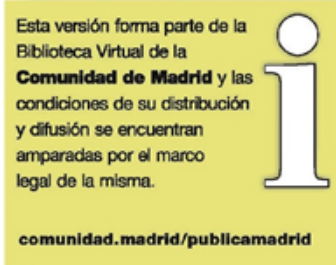 Esta versión forma parte de la
Biblioteca Virtual de la
Comunidad de Madrid y las
condiciones de su distribución
y difusión se encuentran
amparadas por el marco
legal de la misma.
comunidad.madrid/publicamadrid